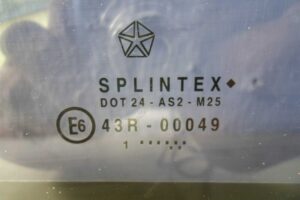 SPLINTEX
DOT 24 - AS2 - M25
E6 43R - 00049
1 ******